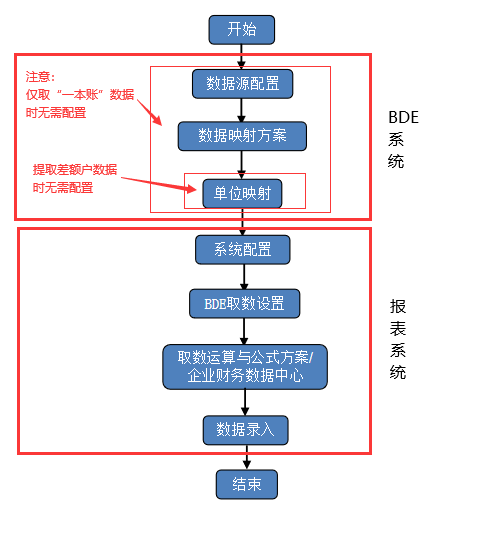 开始
注意:
仅取“一本账”数据
时无需配置
数据源配置
数据映射方案
提取差额户数据
时无需配置
单位映射
BDE
系
统
系统配置
BDE取数设置
取数运算与公式方案/
企业财务数据中心
数据录入
报
表
系
统
结束